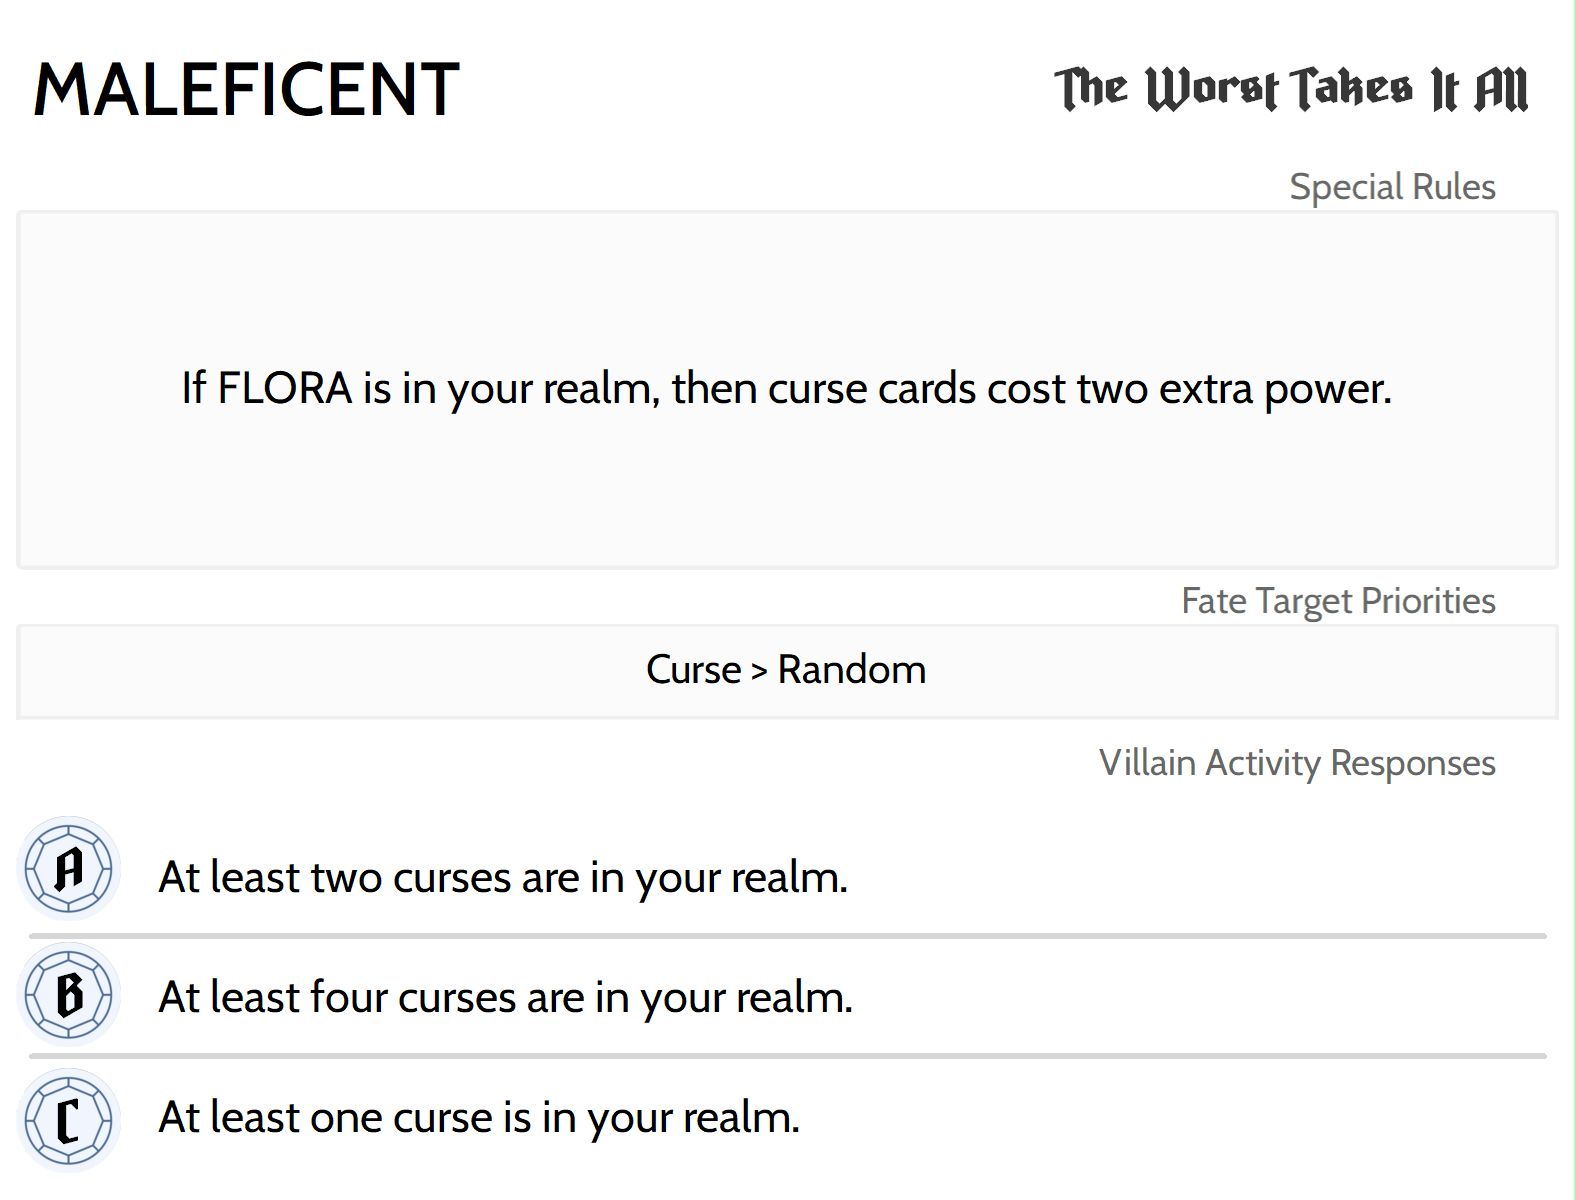 MALEFICENT
The Worst Takes It All
Special Rules
If FLORA is in your realm, then curse cards cost two extra power.
Fate Target Priorities
Curse > Random
Villain Activity Responses
A At least two curses are in your realm.
B At least four curses are in your realm.
C At least one curse is in your realm.